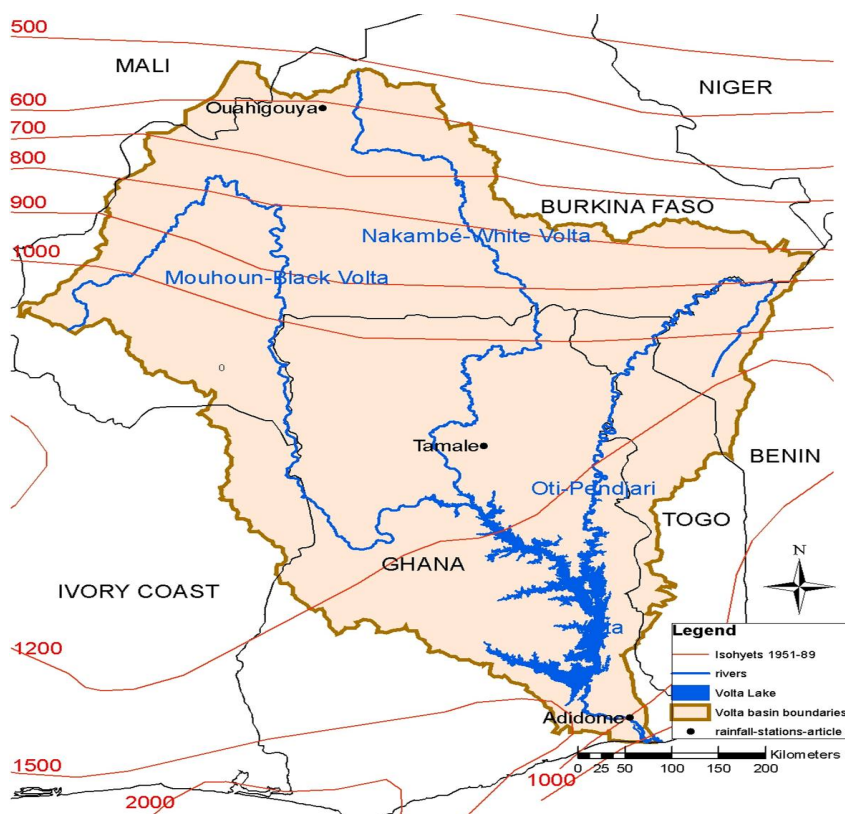 500
MALI
NIGER
600
Ouahigouya
700
800
900
BURKINA FASO
Nakambé-White Volta
1000
Mouhoun-Black Volta
0
Tamale
BENIN
Oti-Pendjari
TOGO
N
GHANA
IVORY COAST
1200
Legend
Isohyets 1951-89
rivers
Volta Lake
Volta basin boundaries
rainfall-stations-article
Adidome
Kilometers
0 25 50 100 150 200
1500
1000
2000